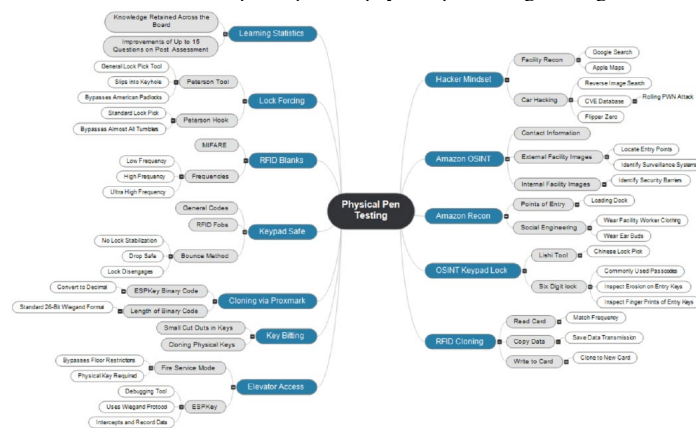 Knowledge Retained Across the
Board
Improvements of Up to 15
Questions on Post Assessment
Learning Statistics
General Lock Pick Tool
Slips into Keyhole
Bypasses American Padlocks
Peterson Tool
Standard Lock Pick
Bypasses Almost All Tumbles
Peterson Hook
Lock Forcing
MIFARE
Low Frequency
High Frequency
Ultra High Frequency
Frequencies
RFID Blanks
General Codes
RFID Fobs
No Lock Stabilization
Drop Safe
Lock Disengages
Bounce Method
Keypad Safe
Convert to Decimal
ESPKey Binary Code
Standard 26-Bit Wiegand Format
Length of Binary Code
Cloning via Proxmark
Small Cut Outs in Keys
Cloning Physical Keys
Key Bitting
Bypasses Floor Restrictions
Physical Key Required
Fire Service Mode
Debugging Tool
Uses Wiegand Protocol
Intercepts and Record Data
ESPKey
Elevator Access
Physical Pen
Testing
Hacker Mindset
Facility Recon
Google Search
Apple Maps
Car Hacking
Reverse Image Search
CVE Database
Rolling PWN Attack
Flipper Zero
Amazon OSINT
Contact Information
External Facility Images
Locate Entry Points
Identify Surveillance Systems
Internal Facility Images
Identify Security Barriers
Amazon Recon
Points of Entry
Loading Dock
Social Engineering
Wear Facility Worker Clothing
Wear Ear Buds
OSINT Keypad Lock
Lishi Tool
Chinese Lock Pick
Six Digit lock
Commonly Used Passcodes
Inspect Erosion on Entry Keys
Inspect Finger Prints of Entry Keys
RFID Cloning
Read Card
Match Frequency
Copy Data
Save Data Transmission
Write to Card
Clone to New Card